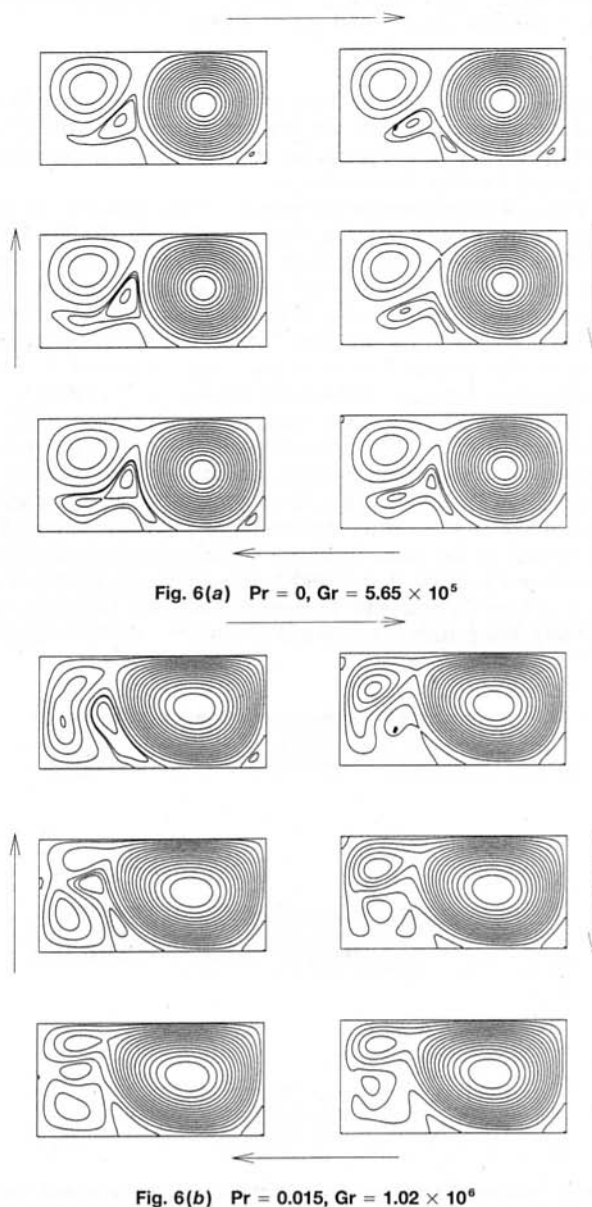 Fig. 6(a) Pr = 0, Gr = 5.65 × 10⁵
Fig. 6(b) Pr = 0.015, Gr = 1.02 × 10⁶